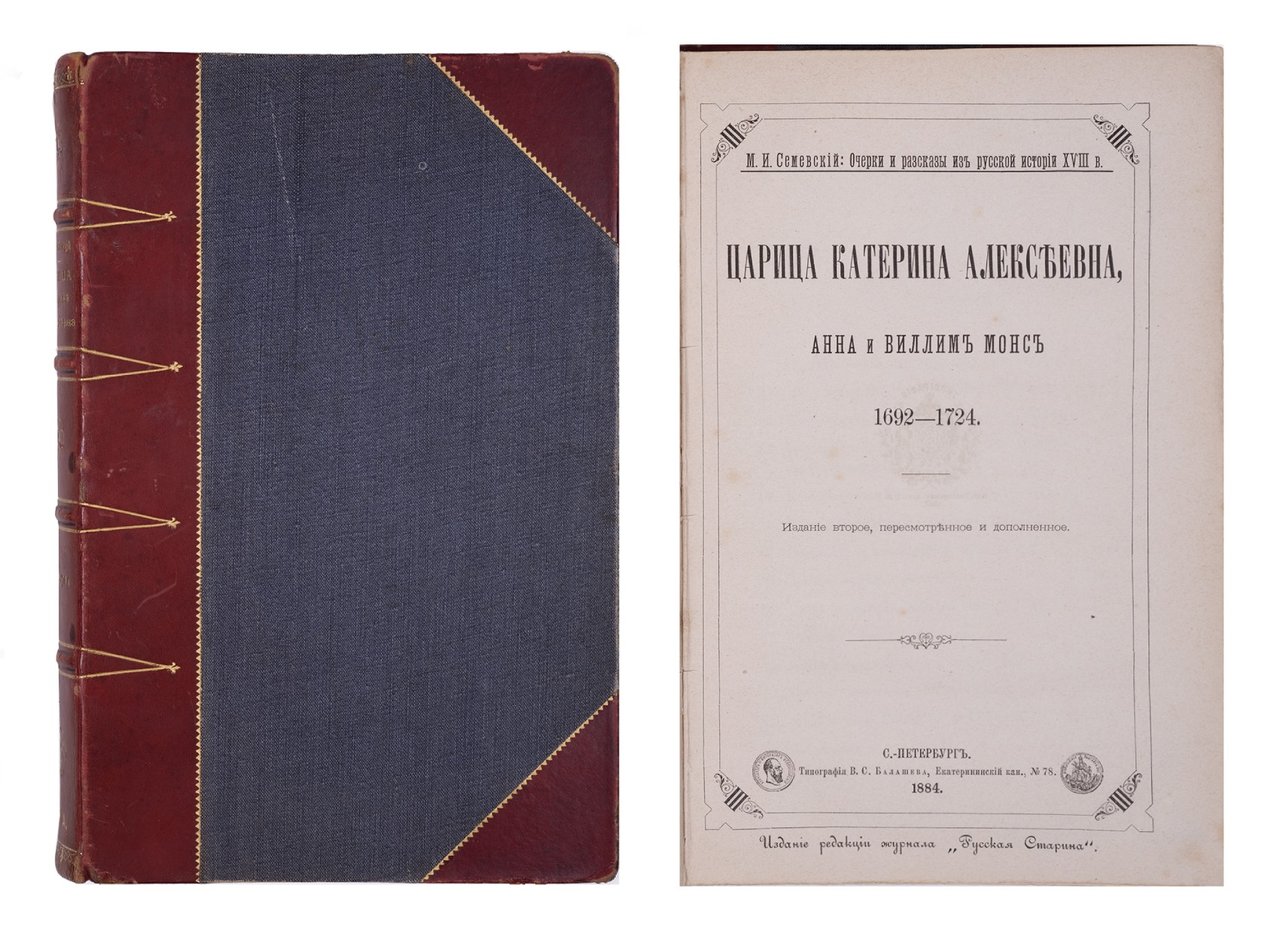 М. И. Семевскій: Очерки и разсказы изъ русской исторіи XVIII в.
ЦАРИЦА КАТЕРИНА АЛЕКСѢЕВНА,
АННА и ВИЛЛИМЪ МОНСЪ
1692—1724.
Изданіе второе, пересмотрѣнное и дополненное.
С.-ПЕТЕРБУРГЪ.
Типографія В. С. Балашева, Екатерининскій кан., № 78.
1884.
Изданіе редакціи журнала „Русская Старина“.